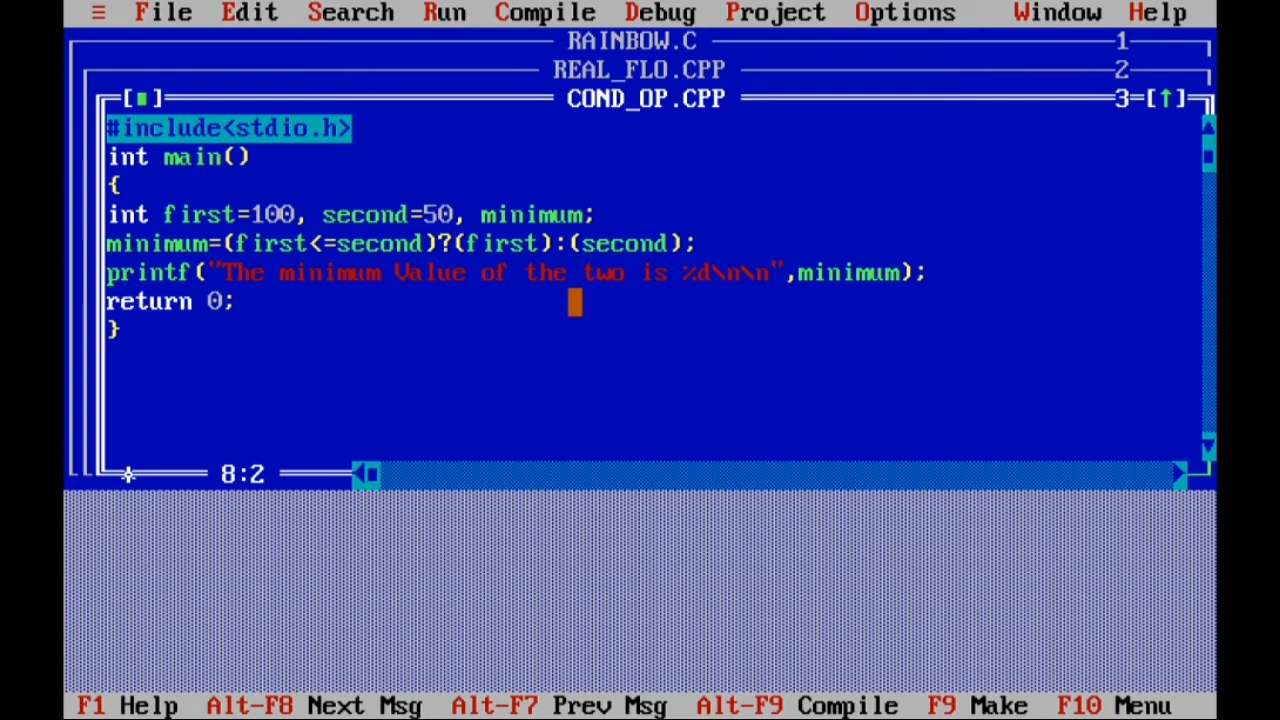 ≡ File Edit Search Run Compile Debug Project Options Window Help
RAINBOW.C 1
REAL_FLO.CPP 2
[■] COND_OP.CPP 3=[↑]
#include<stdio.h>
int main()
{
int first=100, second=50, minimum;
minimum=(first<=second)?(first):(second);
printf("The minimum Value of the two is %d\n\n",minimum);
return 0;
}
8:2
F1 Help Alt-F8 Next Msg Alt-F7 Prev Msg Alt-F9 Compile F9 Make F10 Menu